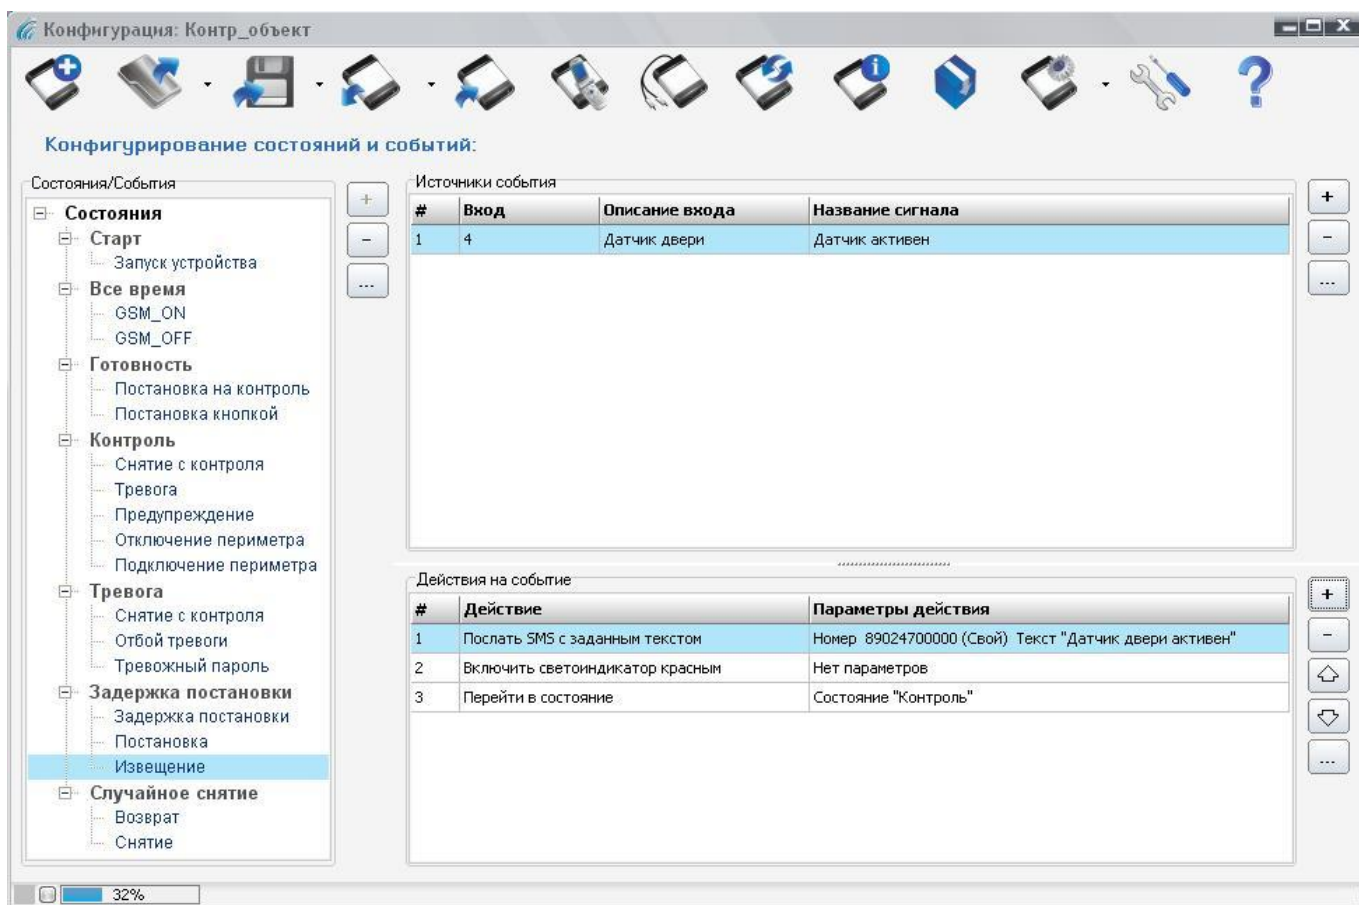 Конфигурация: Контр_объект
Конфигурирование состояний и событий:
Состояния/События
Состояния
Старт
Запуск устройства
Все время
GSM_ON
GSM_OFF
Готовность
Постановка на контроль
Постановка кнопкой
Контроль
Снятие с контроля
Тревога
Предупреждение
Отключение периметра
Подключение периметра
Тревога
Снятие с контроля
Отбой тревоги
Тревожный пароль
Задержка постановки
Задержка постановки
Постановка
Извещение
Случайное снятие
Возврат
Снятие
+
-
...
Источники события
# Вход Описание входа Название сигнала
1 4 Датчик двери Датчик активен
+
-
...
Действия на событие
# Действие Параметры действия
1 Послать SMS с заданным текстом Номер 89024700000 (Свой) Текст "Датчик двери активен"
2 Включить светоиндикатор красным Нет параметров
3 Перейти в состояние Состояние "Контроль"
+
-
...
32%